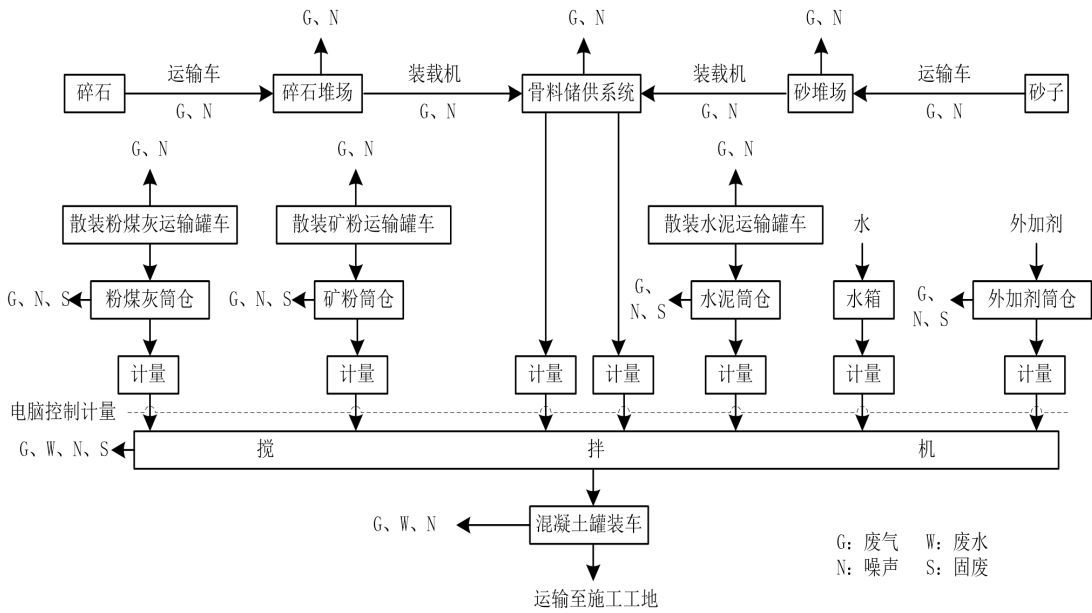 G、N
G、N
G、N
碎石
运输车
G、N
碎石堆场
装载机
G、N
骨料储供系统
装载机
G、N
砂堆场
运输车
G、N
砂子
G、N
G、N
G、N
散装粉煤灰运输罐车
散装矿粉运输罐车
散装水泥运输罐车
水
外加剂
G、N、S
粉煤灰筒仓
G、N、S
矿粉筒仓
G、
N、S
水泥筒仓
水箱
G、
N、S
外加剂筒仓
计量
计量
计量
计量
计量
计量
计量
电脑控制计量
G、W、N、S
搅 拌 机
G、W、N
混凝土罐装车
运输至施工工地
G: 废气 W: 废水
N: 噪声 S: 固废